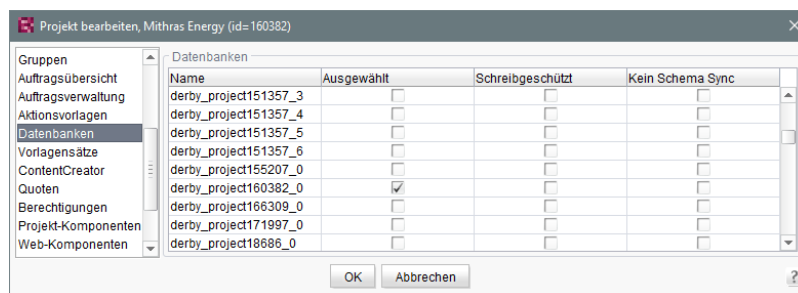 Projekt bearbeiten, Mithras Energy (id=160382)
Gruppen
Auftragsübersicht
Auftragsverwaltung
Aktionsvorlagen
Datenbanken
Vorlagensätze
ContentCreator
Quoten
Berechtigungen
Projekt-Komponenten
Web-Komponenten
Datenbanken
Name Ausgewählt Schreibgeschützt Kein Schema Sync
derby_project151357_3
derby_project151357_4
derby_project151357_5
derby_project151357_6
derby_project155207_0
derby_project160382_0
derby_project166309_0
derby_project171997_0
derby_project18686_0
OK Abbrechen ?